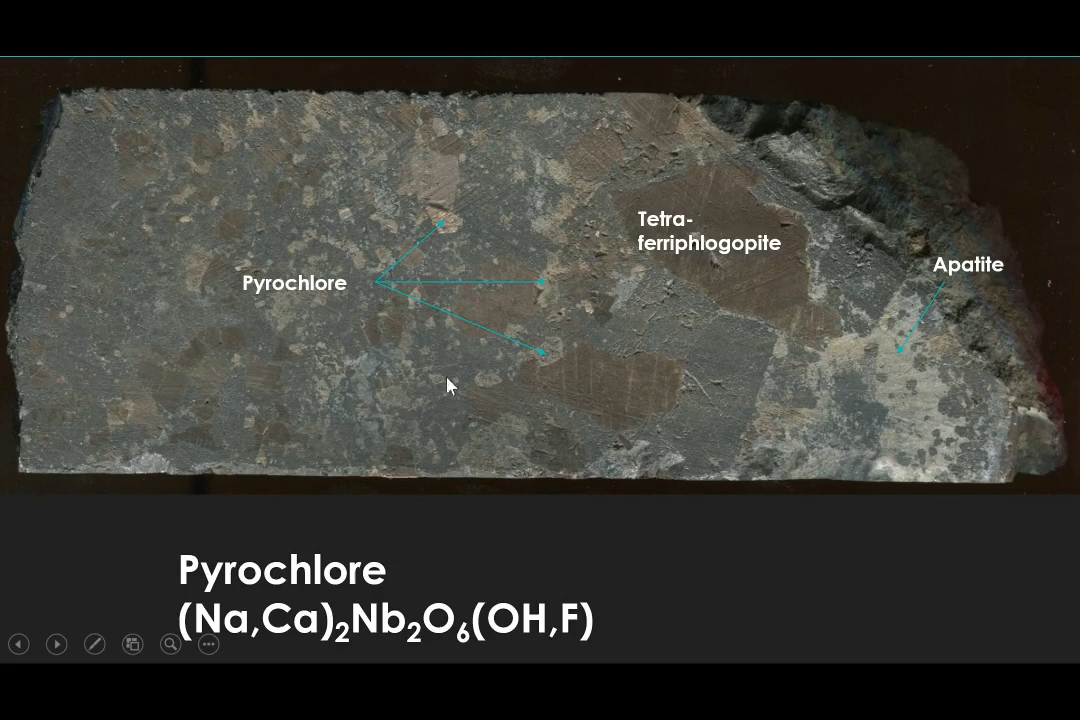 Tetra-
ferriphlogopite
Apatite
Pyrochlore
Pyrochlore
(Na,Ca)₂Nb₂O₆(OH,F)